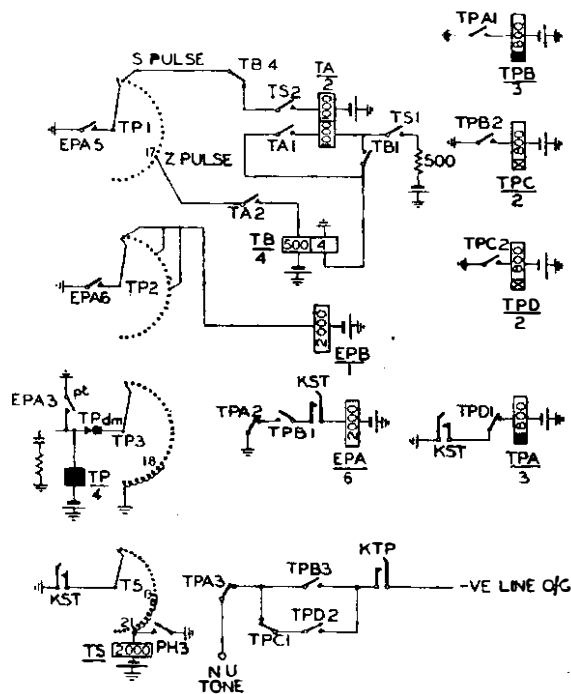 TPA1
TPB
3
S PULSE
TB4
TA
2
TS2
TS1
EPA5
TP1
TA1
TB1
500
TPB2
TPC
2
17
Z PULSE
TA2
TB
4
500
4
EPA6
TP2
TPC2
TPD
2
2000
EPB
1
EPA3
pt
TPdm
TP3
18
TP
4
KST
TPA2
TPB1
2000
EPA
6
TPD1
KST
TPA
3
KST
TS
21
TS
2000
PH3
TPA3
TPB3
KTP
-VE LINE O/G
TPD2
TPC1
NU
TONE